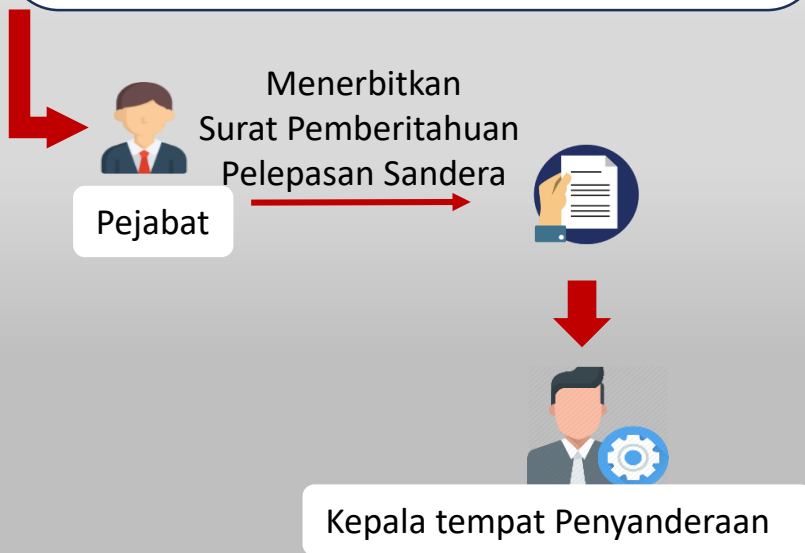 Menerbitkan
Surat Pemberitahuan
Pelepasan Sandera
Pejabat
Kepala tempat Penyanderaan